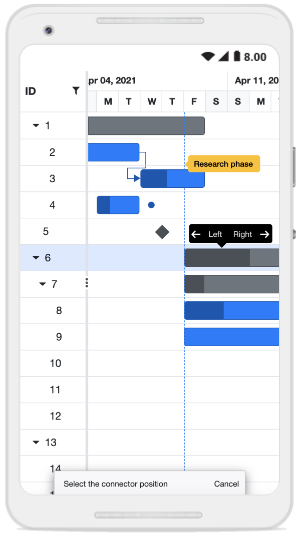 8.00
pr 04, 2021 Apr 11, 20
ID
M T W T F S S M T
1
2
3 Research phase
4
5 Left Right
6
7
8
9
10
11
12
13
14
Select the connector position Cancel